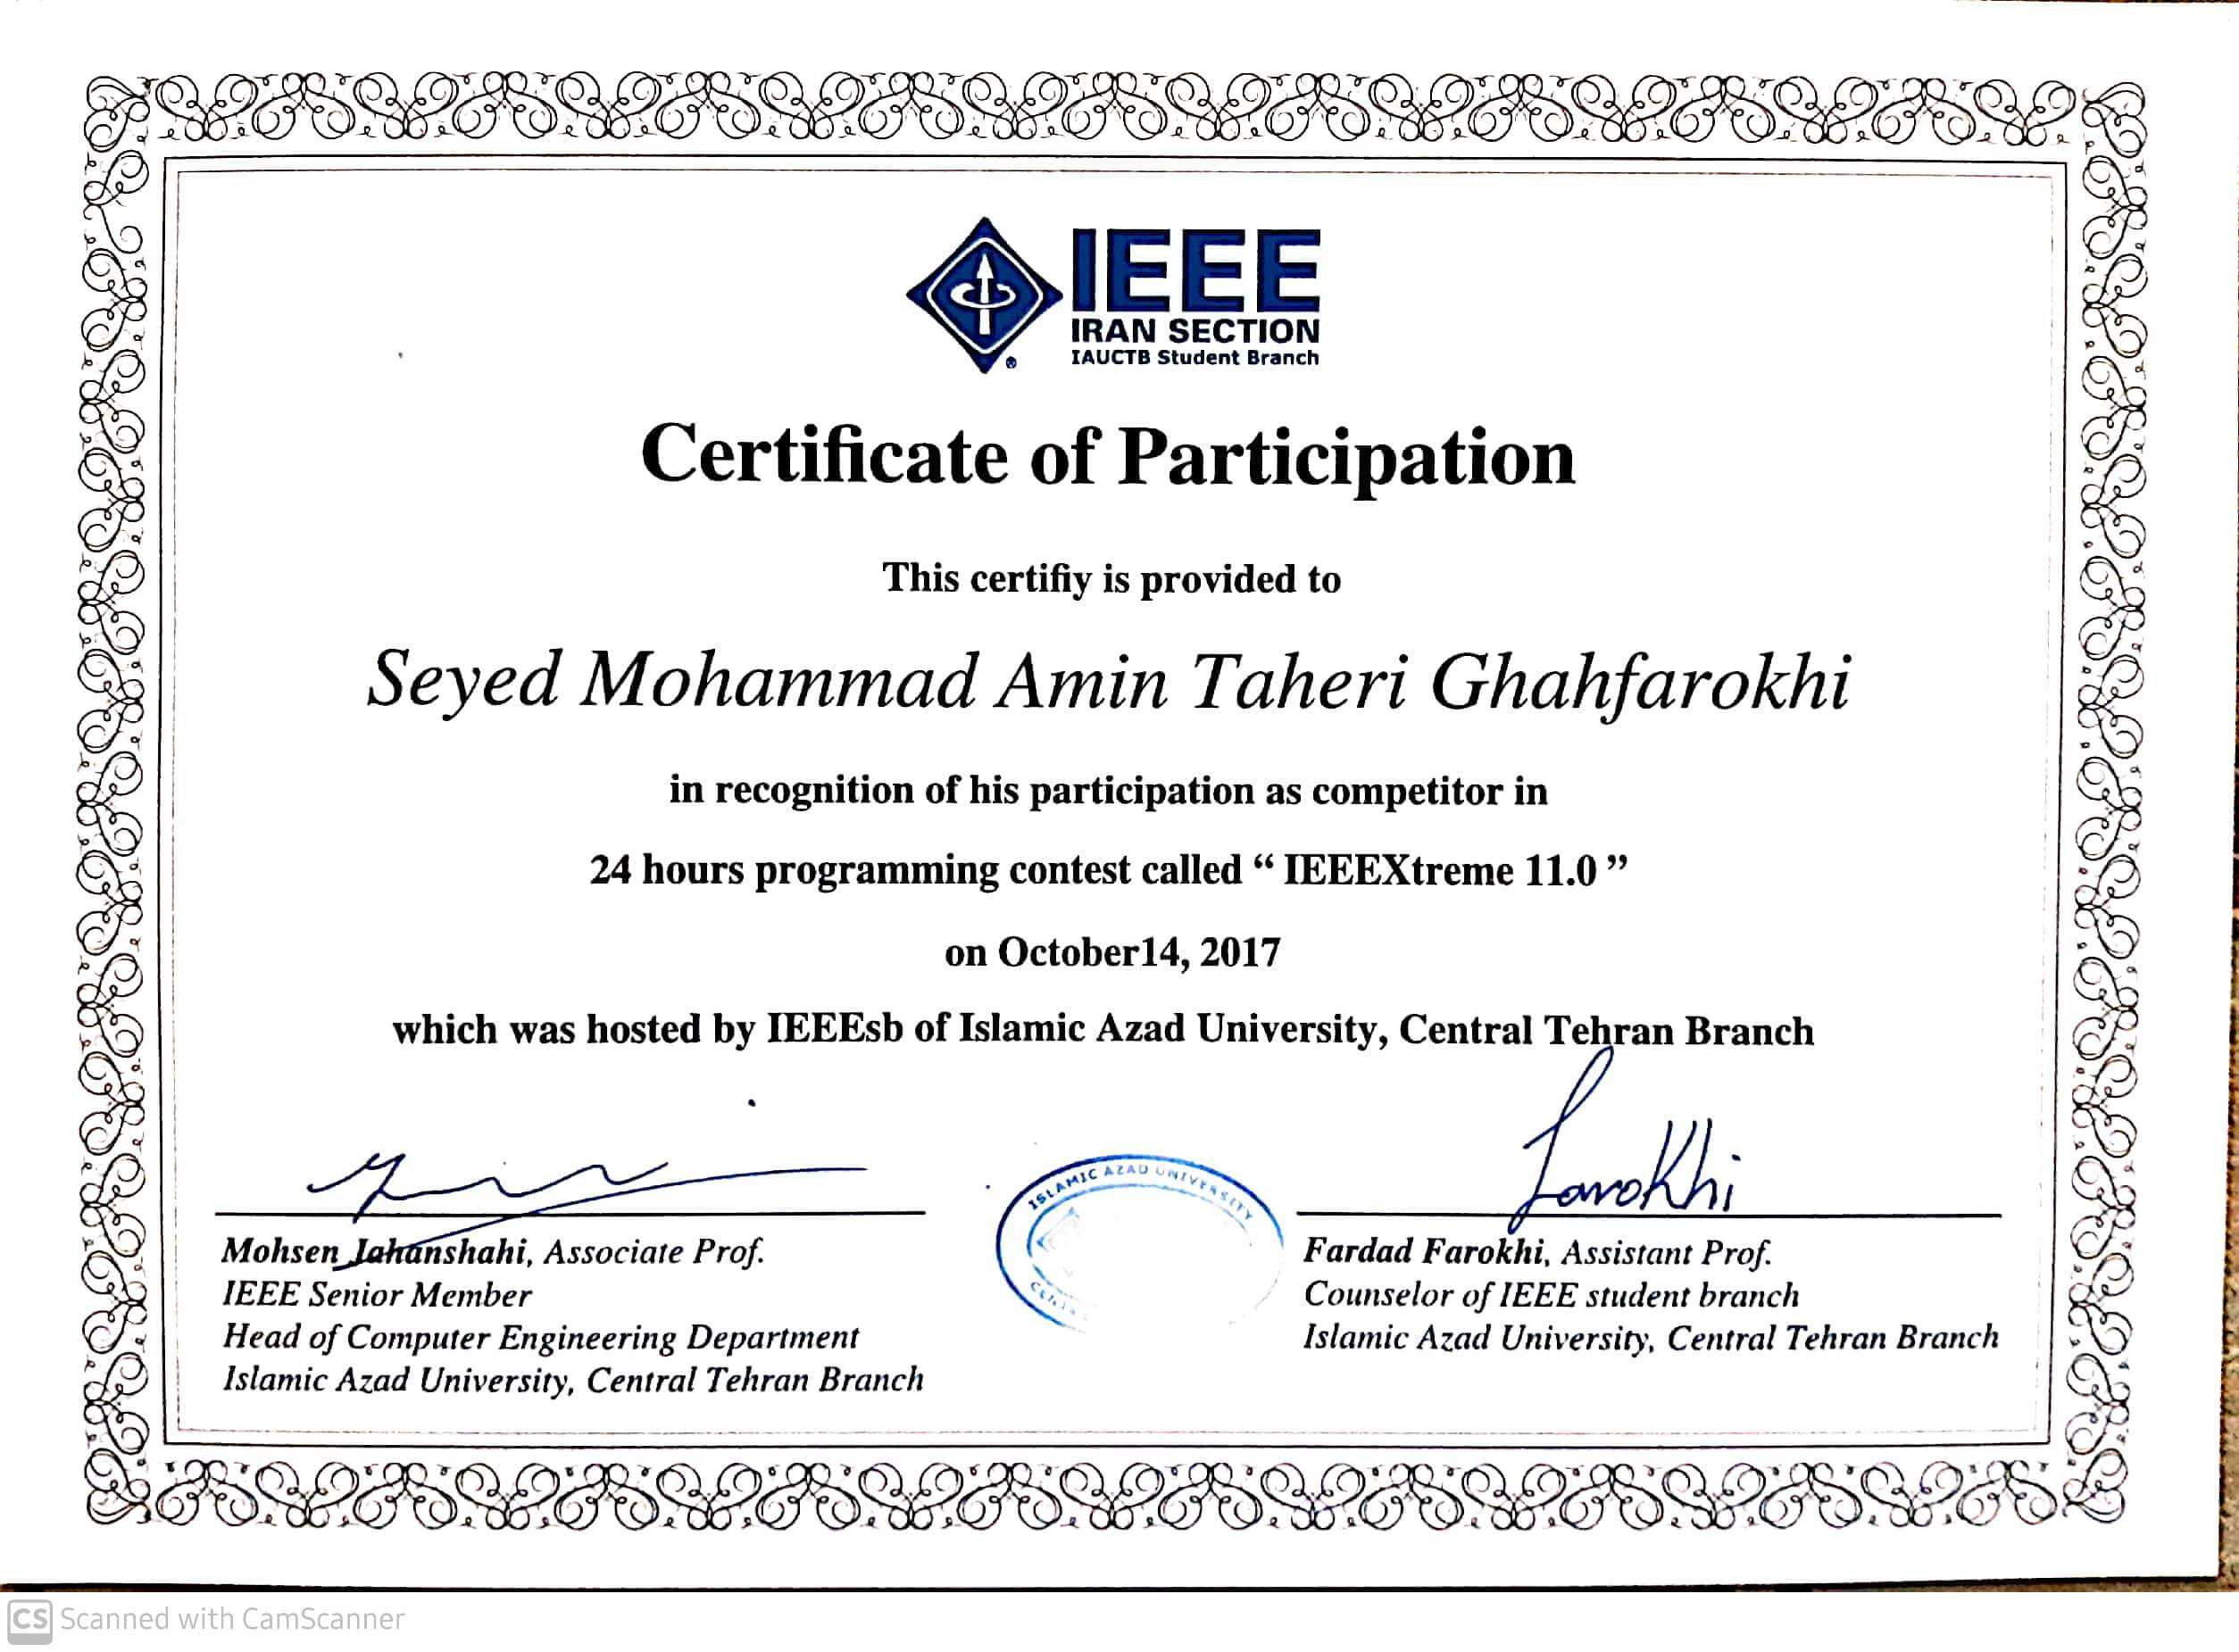 IEEE
IRAN SECTION
IAUCTB Student Branch
Certificate of Participation
This certifiy is provided to
Seyed Mohammad Amin Taheri Ghahfarokhi
in recognition of his participation as competitor in
24 hours programming contest called “ IEEEXtreme 11.0 ”
on October14, 2017
which was hosted by IEEEsb of Islamic Azad University, Central Tehran Branch
Farokhi
ISLAMIC AZAD UNIVERSITY
Mohsen Jahanshahi, Associate Prof.
IEEE Senior Member
Head of Computer Engineering Department
Islamic Azad University, Central Tehran Branch
Fardad Farokhi, Assistant Prof.
Counselor of IEEE student branch
Islamic Azad University, Central Tehran Branch
CS Scanned with CamScanner